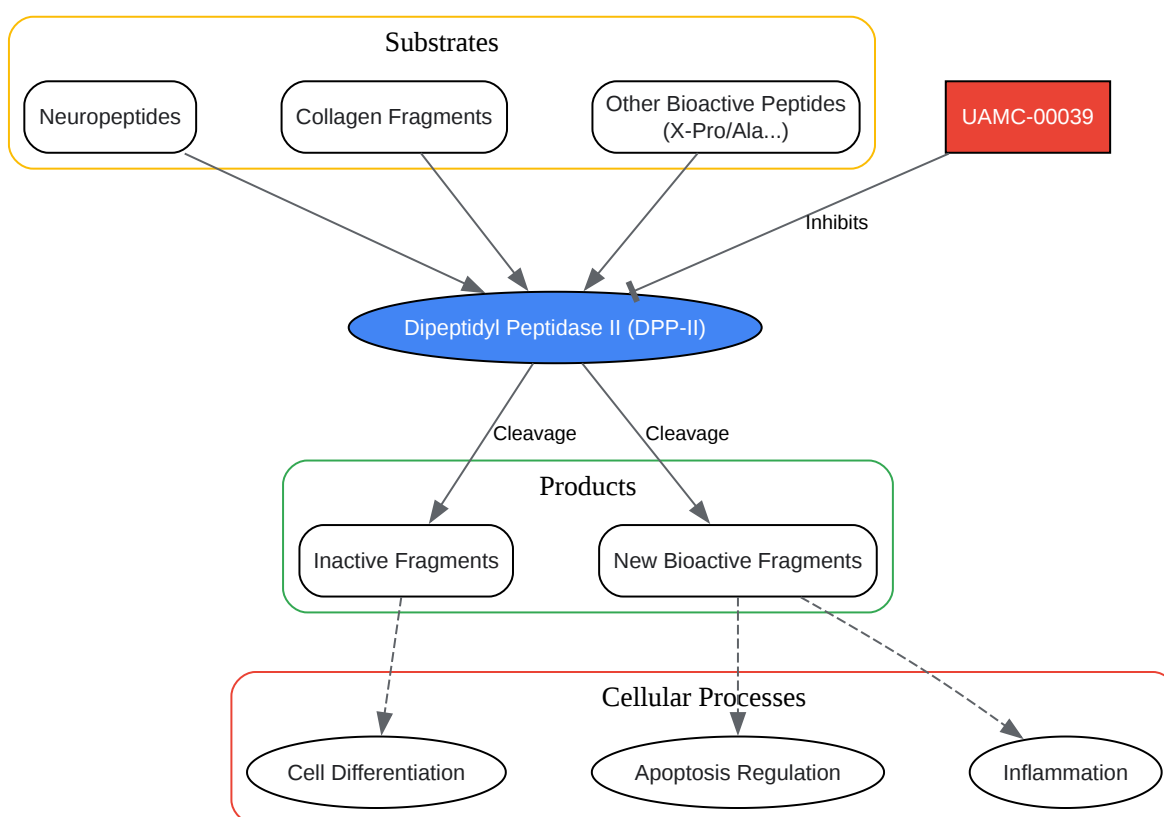 Substrates
Neuropeptides
Collagen Fragments
Other Bioactive Peptides
(X-Pro/Ala...)
UAMC-00039
Inhibits
Dipeptidyl Peptidase II (DPP-II)
Cleavage
Cleavage
Products
Inactive Fragments
New Bioactive Fragments
Cellular Processes
Cell Differentiation
Apoptosis Regulation
Inflammation